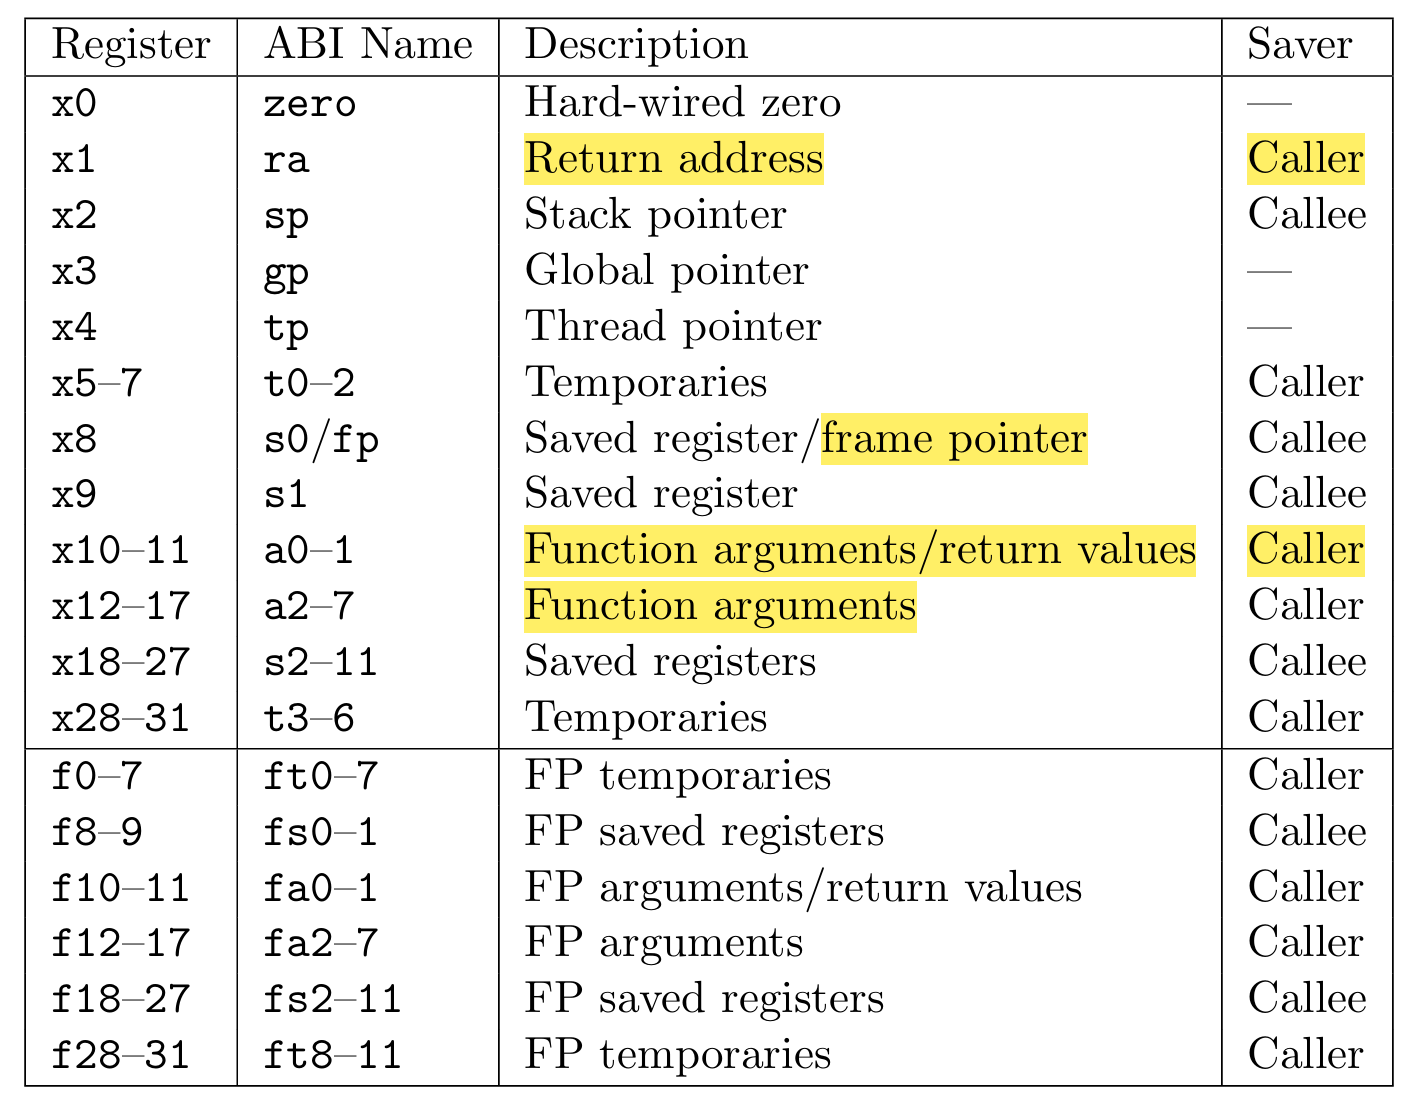 Register ABI Name Description Saver
x0 zero Hard-wired zero —
x1 ra Return address Caller
x2 sp Stack pointer Callee
x3 gp Global pointer —
x4 tp Thread pointer —
x5–7 t0–2 Temporaries Caller
x8 s0/fp Saved register/frame pointer Callee
x9 s1 Saved register Callee
x10–11 a0–1 Function arguments/return values Caller
x12–17 a2–7 Function arguments Caller
x18–27 s2–11 Saved registers Callee
x28–31 t3–6 Temporaries Caller
f0–7 ft0–7 FP temporaries Caller
f8–9 fs0–1 FP saved registers Callee
f10–11 fa0–1 FP arguments/return values Caller
f12–17 fa2–7 FP arguments Caller
f18–27 fs2–11 FP saved registers Callee
f28–31 ft8–11 FP temporaries Caller